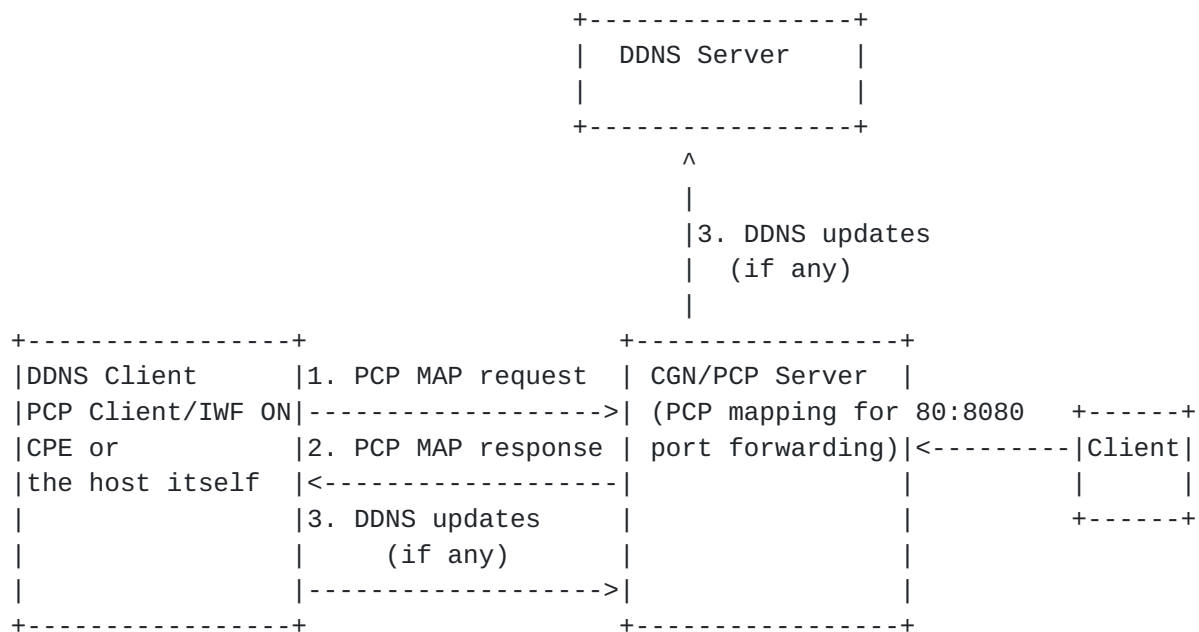 DDNS Server
3. DDNS updates
(if any)
DDNS Client 1. PCP MAP request CGN/PCP Server
PCP Client/IWF ON (PCP mapping for 80:8080
CPE or 2. PCP MAP response port forwarding) Client
the host itself
3. DDNS updates
(if any)